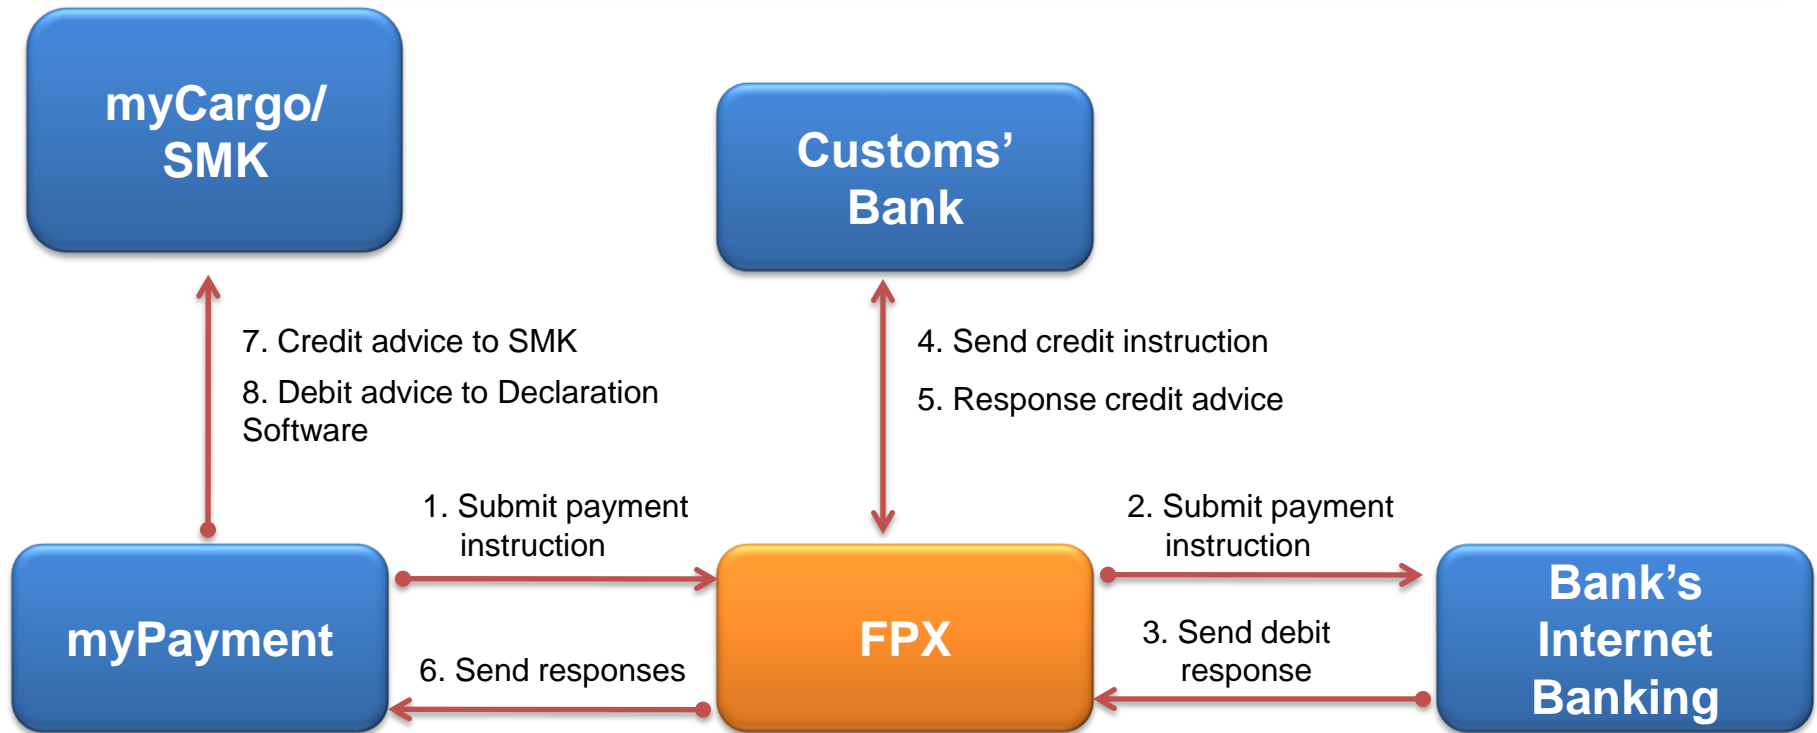 myCargo/
SMK
Customs’
Bank
7. Credit advice to SMK
8. Debit advice to Declaration
Software
4. Send credit instruction
5. Response credit advice
1. Submit payment
instruction
2. Submit payment
instruction
myPayment
6. Send responses
FPX
3. Send debit
response
Bank’s
Internet
Banking